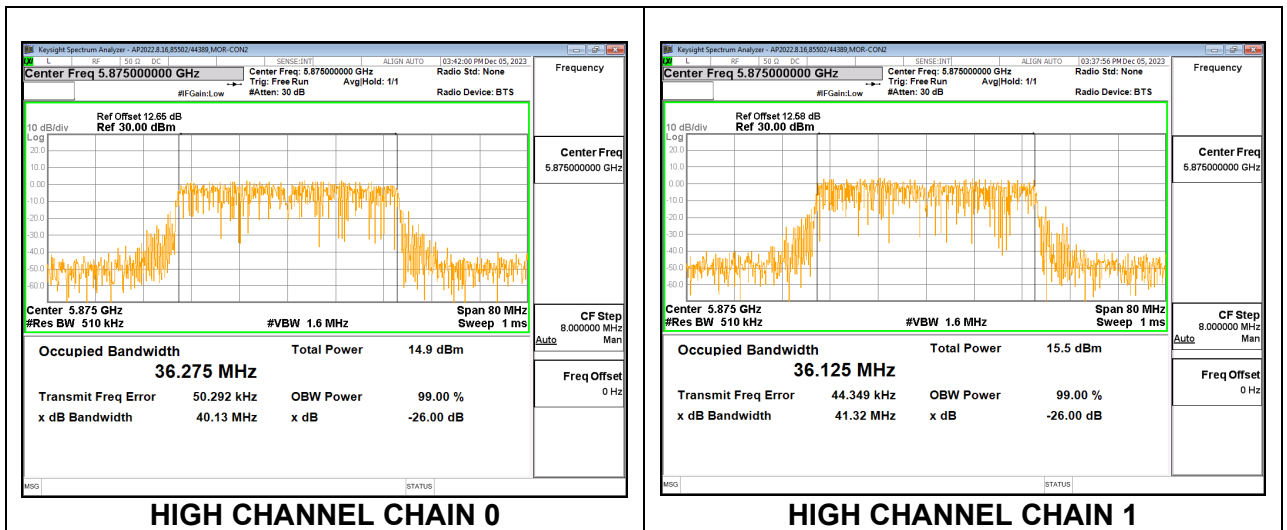 Keysight Spectrum Analyzer - AP2022.8.16,85502/44389,MOR-CON2
L RF 50 Ω DC SENSE:INT ALIGN AUTO 03:42:00 PM Dec 05, 2023
Center Freq 5.875000000 GHz Center Freq: 5.875000000 GHz Radio Std: None Frequency
Trig: Free Run Avg|Hold: 1/1
#IFGain:Low #Atten: 30 dB Radio Device: BTS
Ref Offset 12.65 dB
10 dB/div Ref 30.00 dBm
Log
20.0
10.0
0.00
-10.0
-20.0
-30.0
-40.0
-50.0
-60.0
Center Freq
5.875000000 GHz
Center 5.875 GHz Span 80 MHz
#Res BW 510 kHz #VBW 1.6 MHz Sweep 1 ms
CF Step
8.000000 MHz
Auto Man
Occupied Bandwidth Total Power 14.9 dBm
36.275 MHz
Freq Offset
0 Hz
Transmit Freq Error 50.292 kHz OBW Power 99.00 %
x dB Bandwidth 40.13 MHz x dB -26.00 dB
MSG STATUS
HIGH CHANNEL CHAIN 0
Keysight Spectrum Analyzer - AP2022.8.16,85502/44389,MOR-CON2
L RF 50 Ω DC SENSE:INT ALIGN AUTO 03:37:56 PM Dec 05, 2023
Center Freq 5.875000000 GHz Center Freq: 5.875000000 GHz Radio Std: None Frequency
Trig: Free Run Avg|Hold: 1/1
#IFGain:Low #Atten: 30 dB Radio Device: BTS
Ref Offset 12.58 dB
10 dB/div Ref 30.00 dBm
Log
20.0
10.0
0.00
-10.0
-20.0
-30.0
-40.0
-50.0
-60.0
Center Freq
5.875000000 GHz
Center 5.875 GHz Span 80 MHz
#Res BW 510 kHz #VBW 1.6 MHz Sweep 1 ms
CF Step
8.000000 MHz
Auto Man
Occupied Bandwidth Total Power 15.5 dBm
36.125 MHz
Freq Offset
0 Hz
Transmit Freq Error 44.349 kHz OBW Power 99.00 %
x dB Bandwidth 41.32 MHz x dB -26.00 dB
MSG STATUS
HIGH CHANNEL CHAIN 1